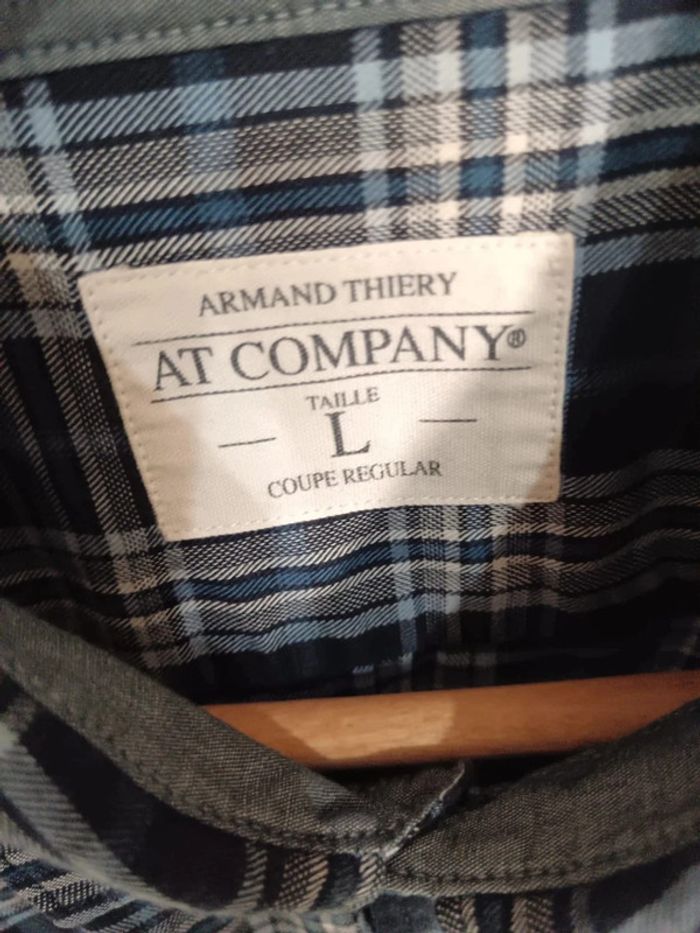 ARMAND THIERY
AT COMPANY®
TAILLE
L
COUPE REGULAR